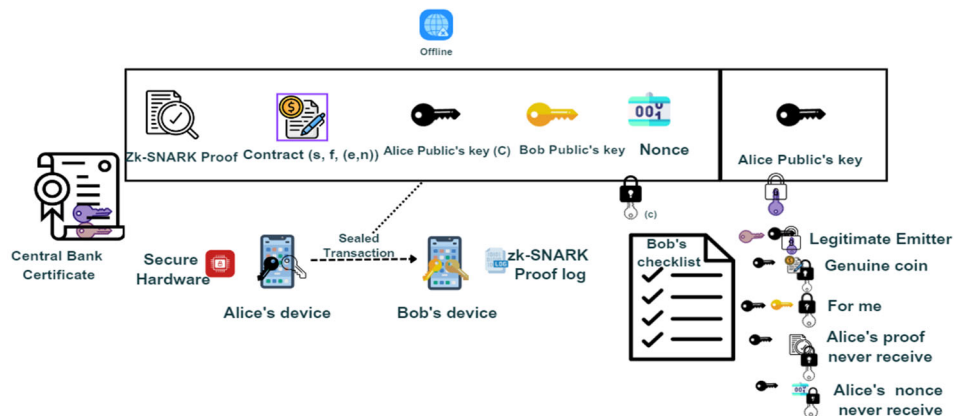 Offline
Zk-SNARK Proof
Contract (s, f, (e,n))
Alice Public's key (C)
Bob Public's key
Nonce
Alice Public's key
(c)
Central Bank
Certificate
Secure
Hardware
Sealed
Transaction
zk-SNARK
Proof log
Alice's device
Bob's device
Bob's
checklist
Legitimate Emitter
Genuine coin
For me
Alice's proof
never receive
Alice's nonce
never receive